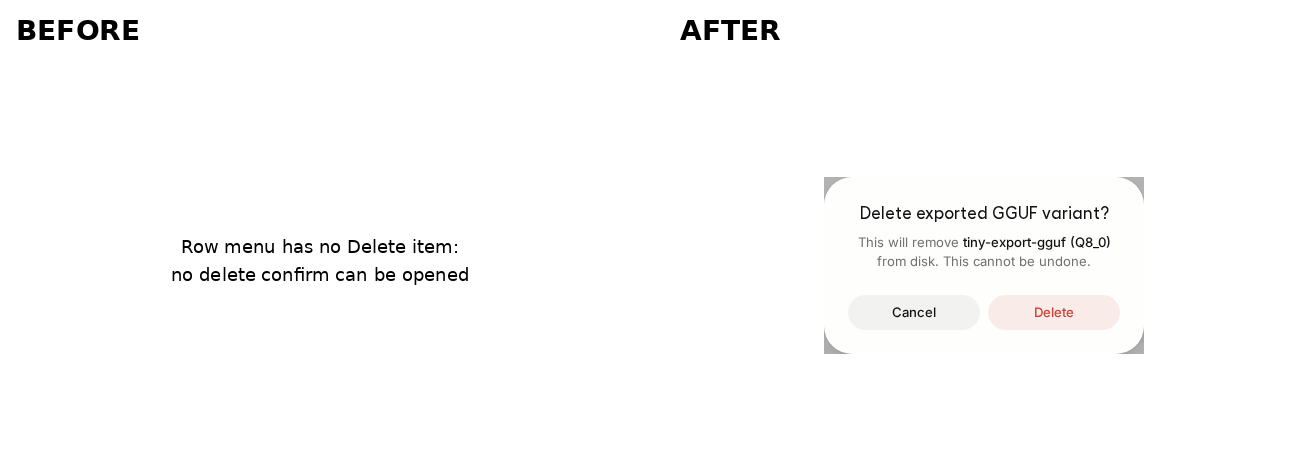 BEFORE
AFTER
Row menu has no Delete item:
no delete confirm can be opened
Delete exported GGUF variant?
This will remove tiny-export-gguf (Q8_0)
from disk. This cannot be undone.
Cancel
Delete